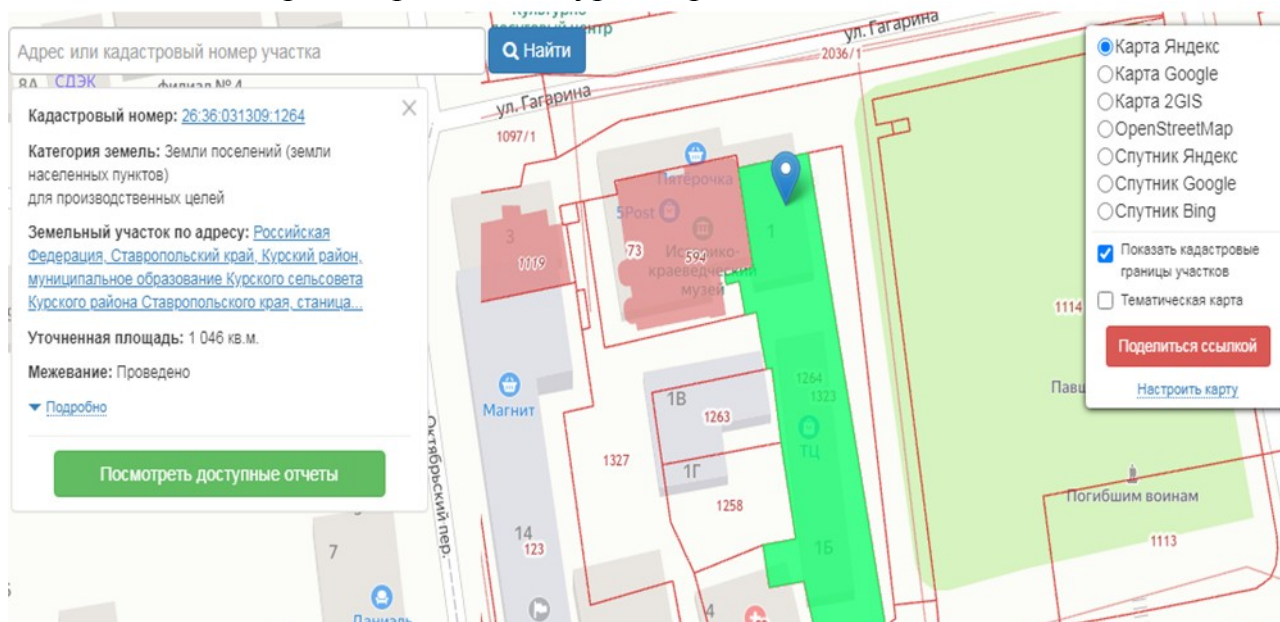 Адрес или кадастровый номер участка
Найти
8А СДЭК
филиал № 4
Кадастровый номер: 26:36:031309:1264
Категория земель: Земли поселений (земли
населенных пунктов)
для производственных целей
Земельный участок по адресу: Российская
Федерация, Ставропольский край, Курский район,
муниципальное образование Курского сельсовета
Курского района Ставропольского края, станица...
Уточненная площадь: 1 046 кв.м.
Межевание: Проведено
Подробно
Посмотреть доступные отчеты
ул. Гагарина
2036/1
ул. Гагарина
1097/1
Пятёрочка
5Post
1
3
1119
73
594
Историко-
краеведческий
музей
1114
Магнит
1В
1263
1264
1323
ТЦ
1327
1Г
1258
Октябрьский пер.
14
123
1Б
Погибшим воинам
1113
7
4
Даниэль
Карта Яндекс
Карта Google
Карта 2GIS
OpenStreetMap
Спутник Яндекс
Спутник Google
Спутник Bing
Показать кадастровые
границы участков
Тематическая карта
Поделиться ссылкой
Настроить карту